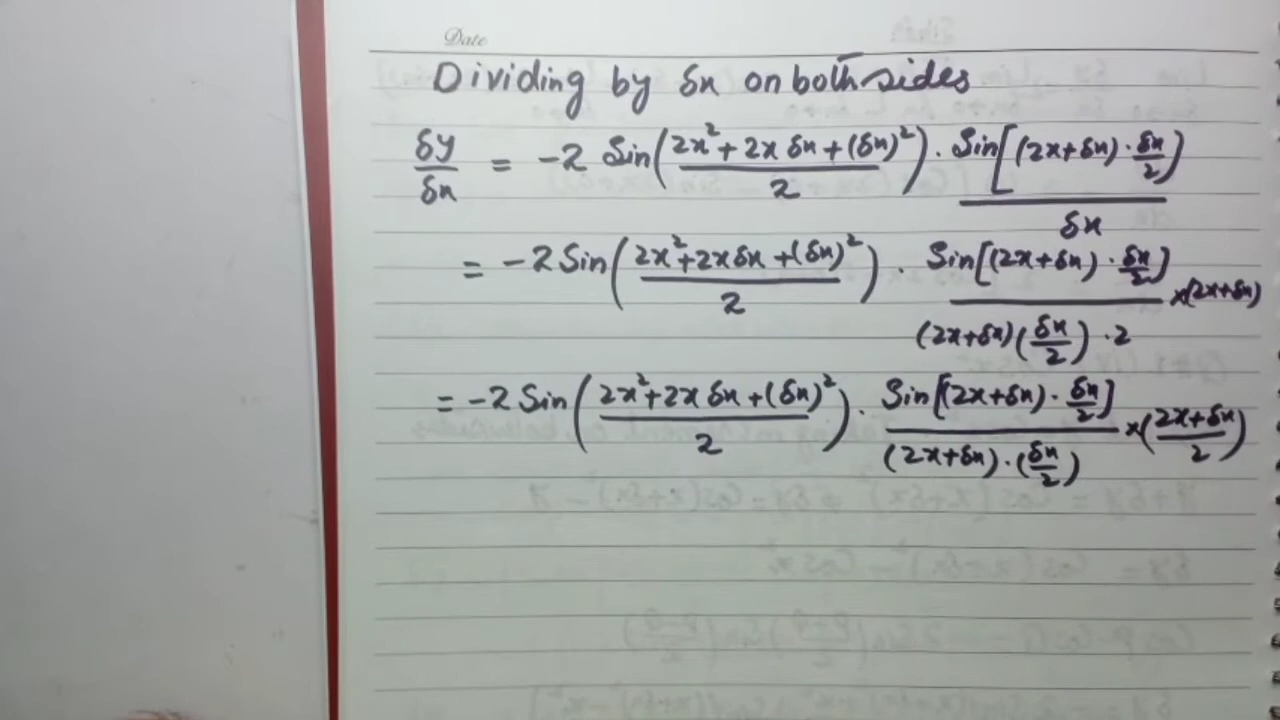 Date
Dividing by δx on both sides
δy/δx = -2 Sin((2x²+2x δx+(δx)²)/2) · Sin[(2x+δx)·δx/2]/δx
= -2 Sin((2x²+2xδx+(δx)²)/2) · Sin[(2x+δx)·δx/2]/((2x+δx)(δx/2)·2) ×(2x+δx)
= -2 Sin((2x²+2x δx+(δx)²)/2) · Sin[(2x+δx)·δx/2]/((2x+δx)·(δx/2)) ×((2x+δx)/2)